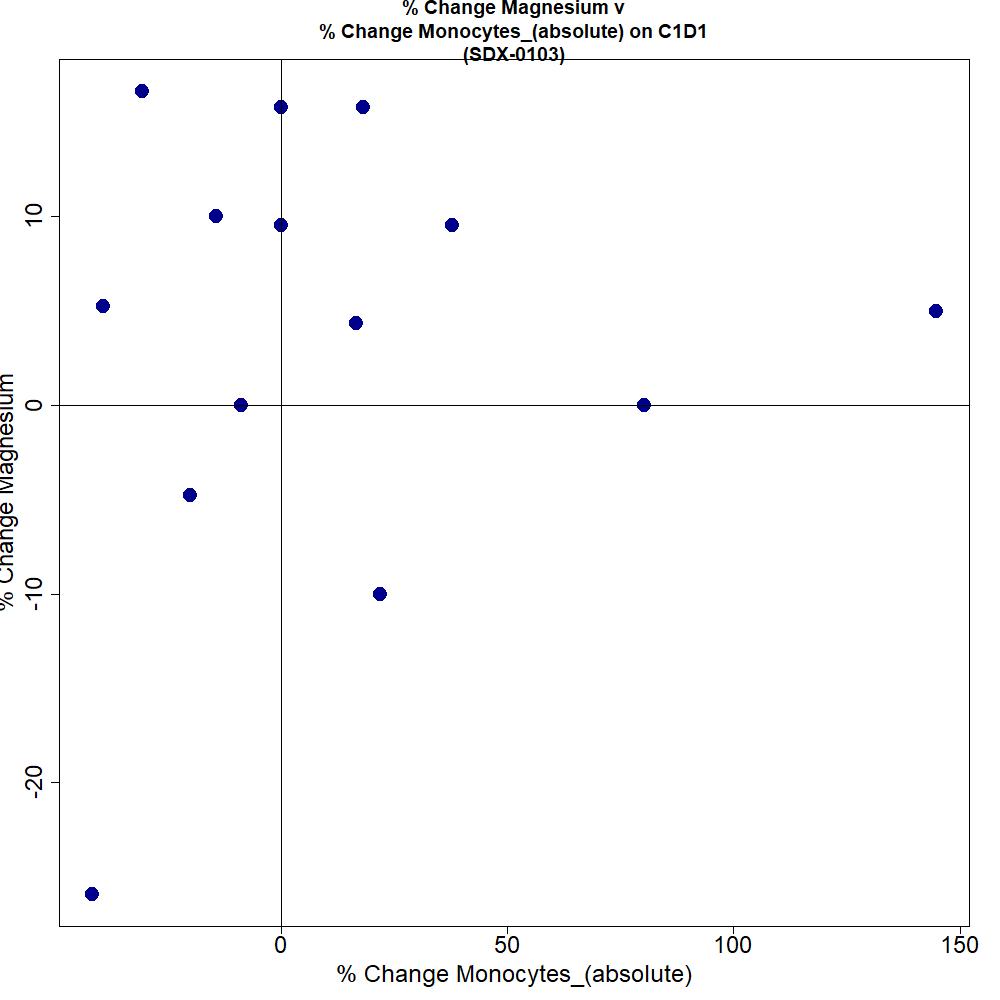 % Change Magnesium v
% Change Monocytes_(absolute) on C1D1
(SDX-0103)
% Change Magnesium
10
0
-10
-20
0
50
100
150
% Change Monocytes_(absolute)